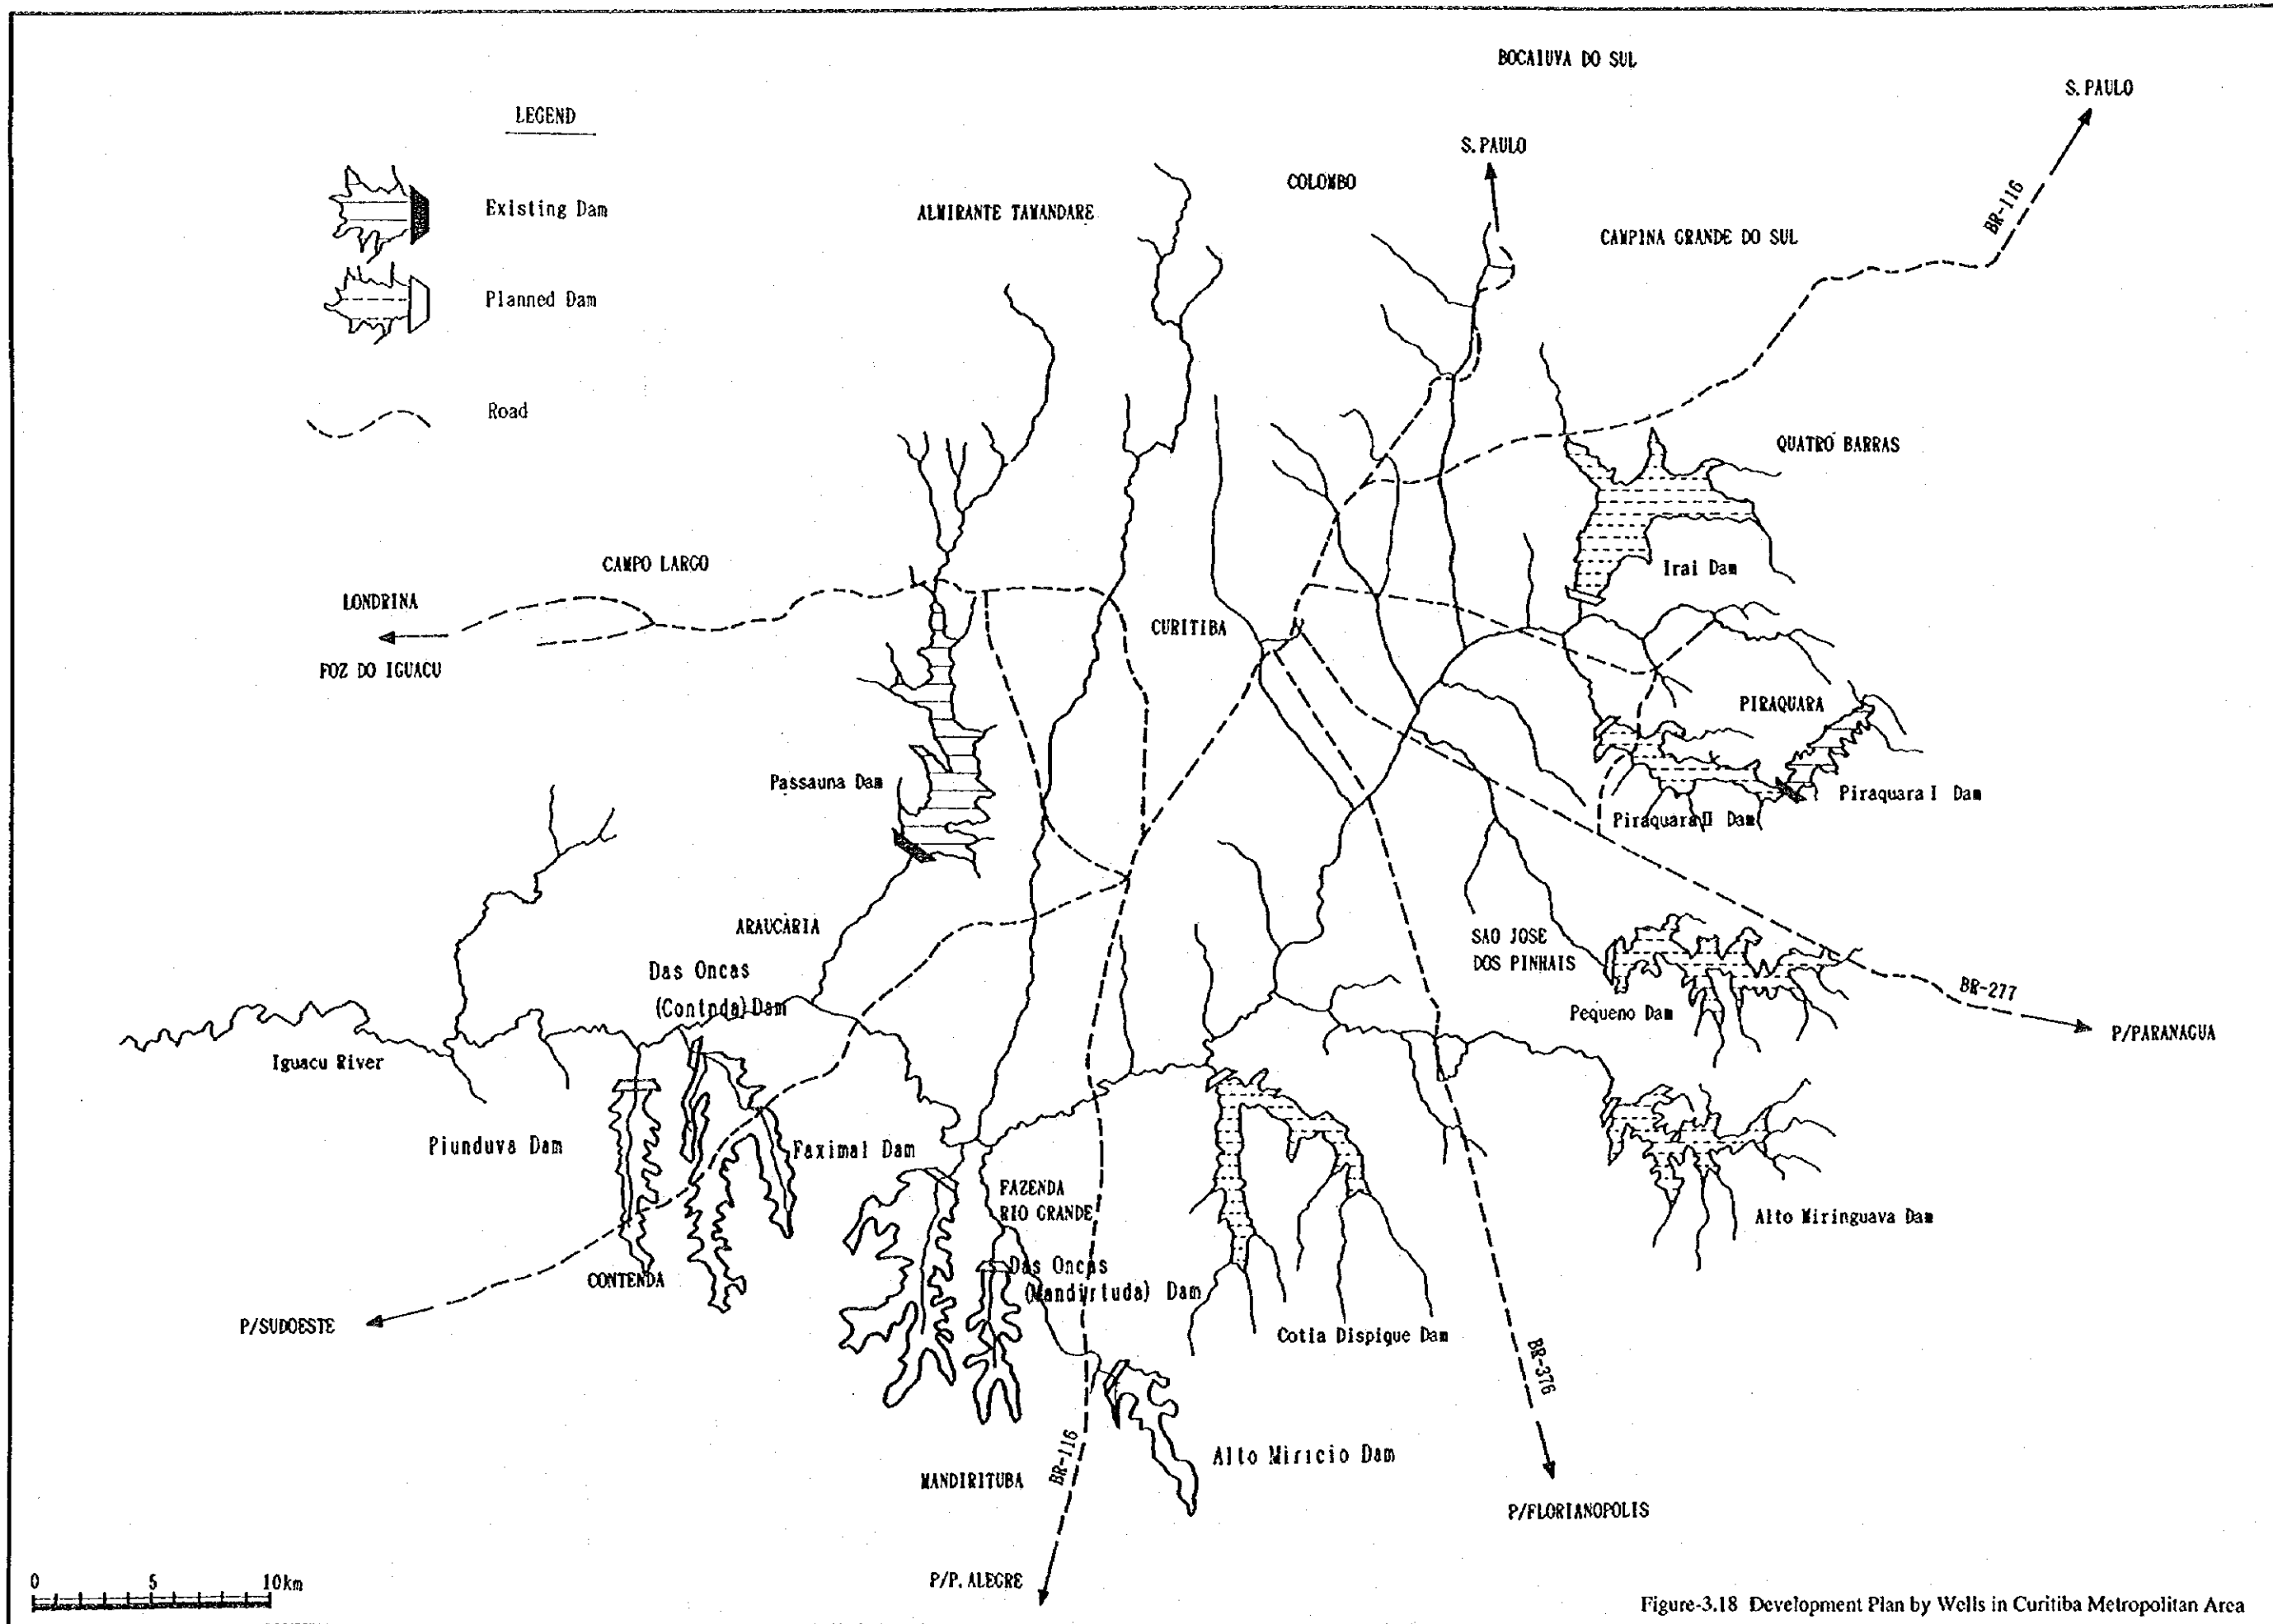 BOCAIUVA DO SUL
S. PAULO
LEGEND
S. PAULO
COLOMBO
BR-116
Existing Dam
ALMIRANTE TAMANDARE
CAMPINA GRANDE DO SUL
Planned Dam
Road
QUATRO BARRAS
CAMPO LARGO
Irai Dam
LONDRINA
CURITIBA
FOZ DO IGUACU
PIRAQUARA
Passauna Dam
Piraquara I Dam
Piraquara II Dam
ARAUCARIA
SAO JOSE
DOS PINHAIS
Das Oncas
(Contnda) Dam
BR-277
Pequeno Dam
P/PARANAGUA
Iguacu River
Piunduva Dam
Faximal Dam
FAZENDA
RIO GRANDE
Alto Miringuava Dam
CONTENDA
Das Oncas
(Mandirtuda) Dam
P/SUDOESTE
Cotia Dispique Dam
BR-376
BR-116
Alto Miricio Dam
MANDIRITUBA
P/FLORIANOPOLIS
P/P. ALEGRE
0 5 10km
Figure-3.18 Development Plan by Wells in Curitiba Metropolitan Area